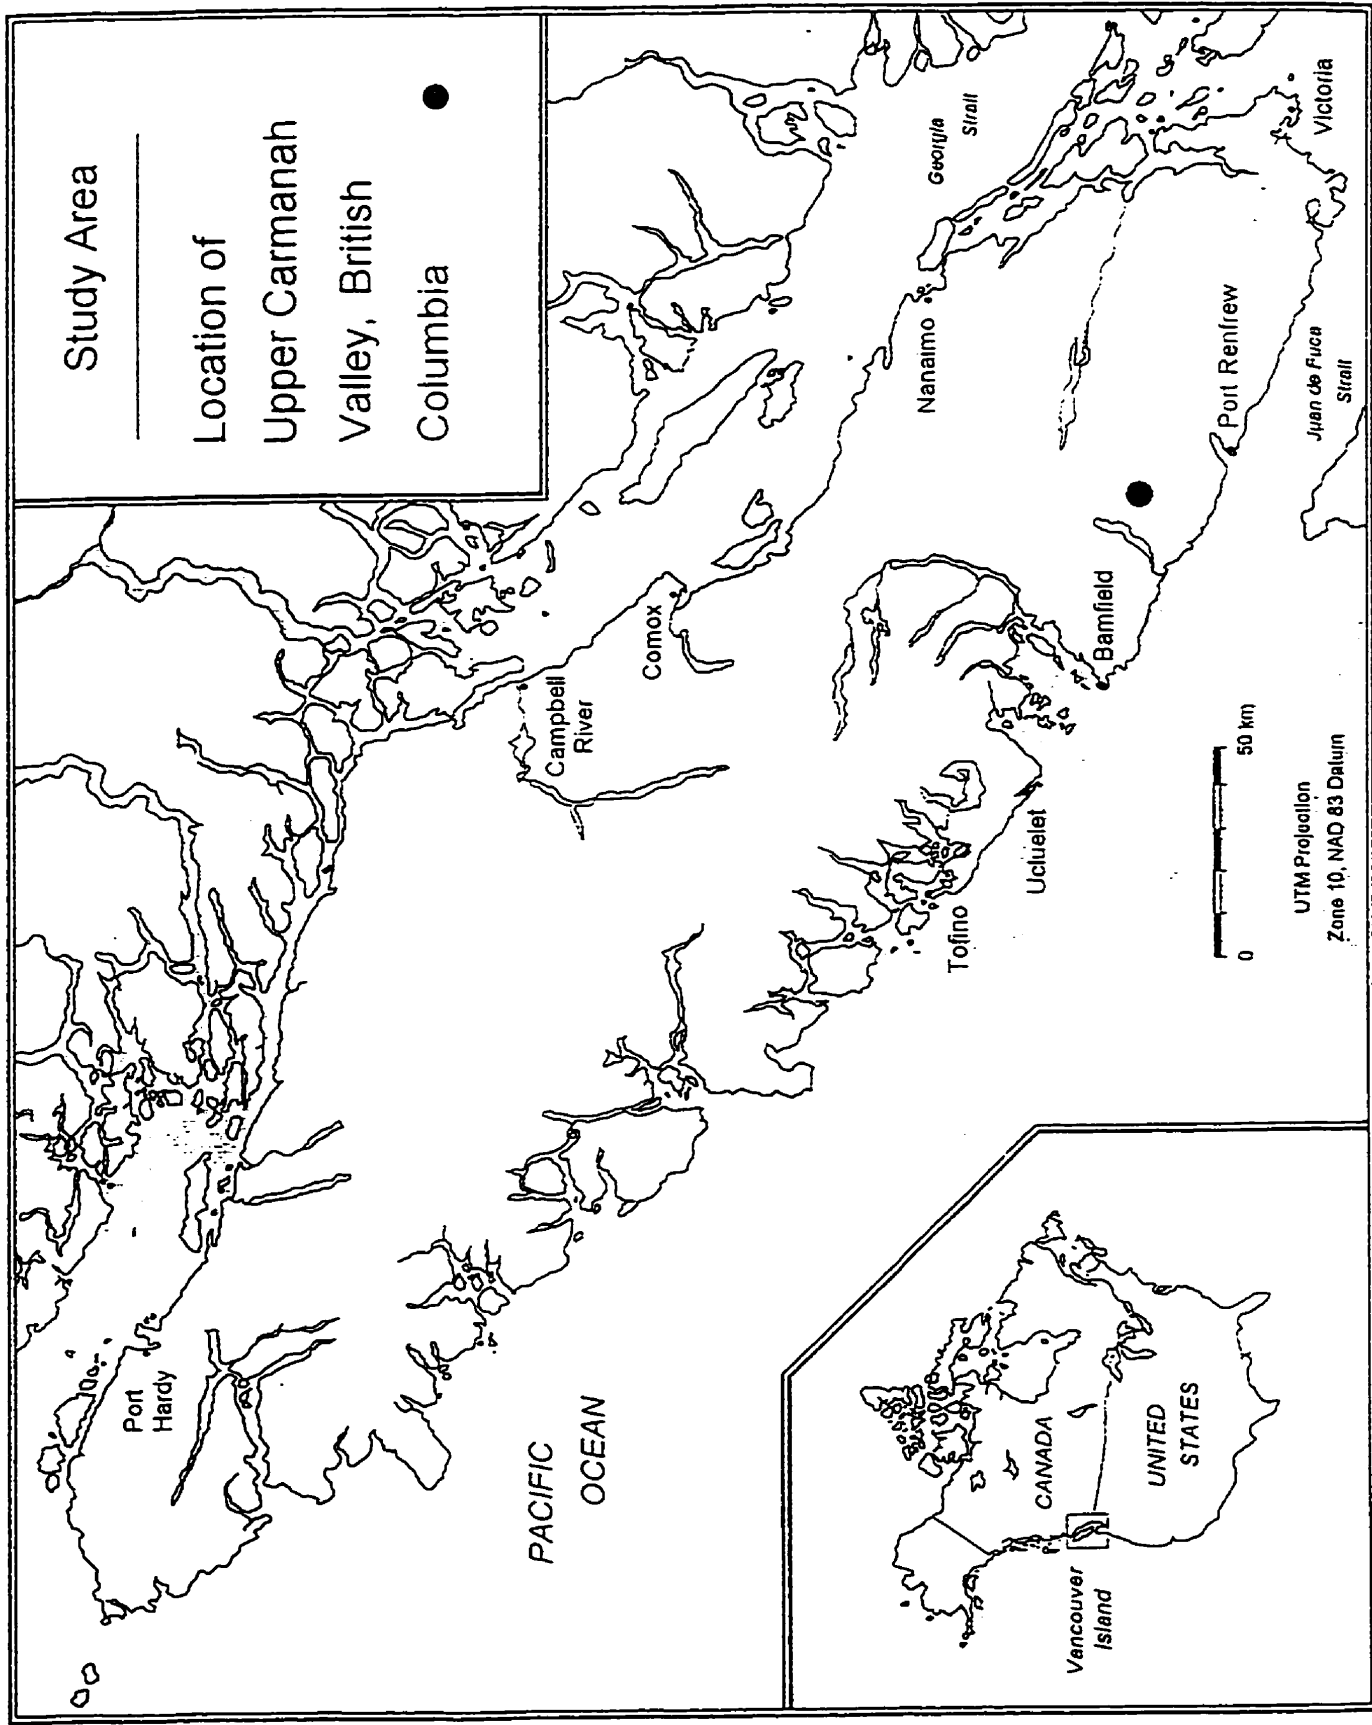 Study Area
Location of
Upper Carmanah
Valley, British
Columbia
Port
Hardy
Campbell
River
Comox
Nanaimo
Georgia
Strait
Victoria
Port Renfrew
Juan de Fuca
Strait
Bamfield
Ucluelet
Tofino
PACIFIC
OCEAN
0
50 km
UTM Projection
Zone 10, NAD 83 Datum
CANADA
UNITED
STATES
Vancouver
Island